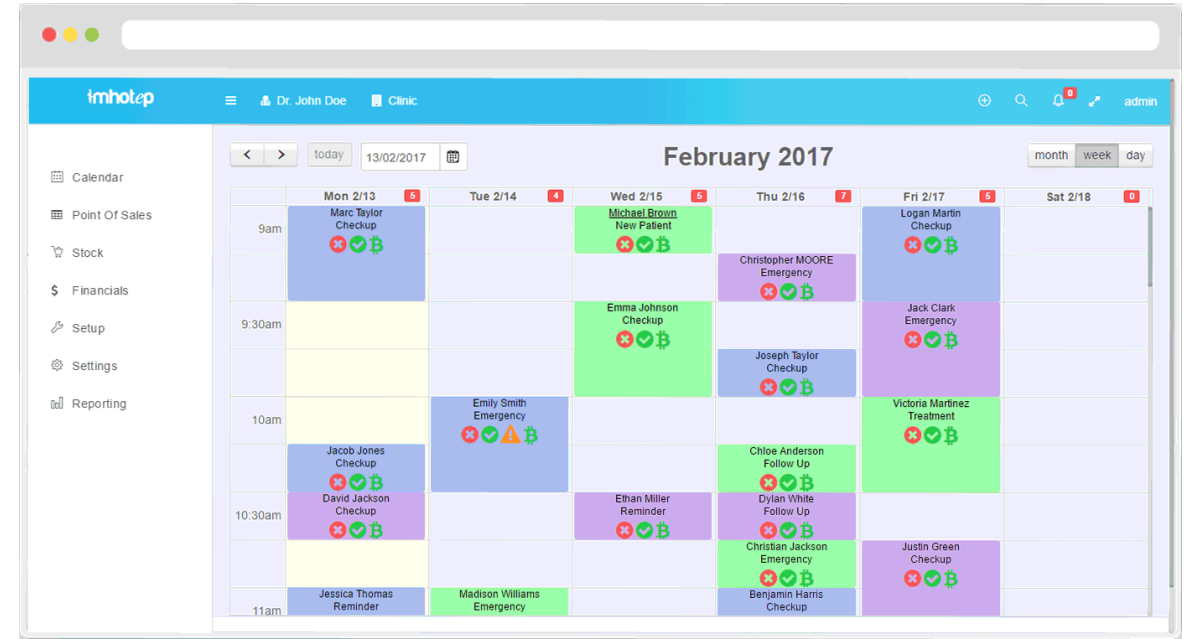 ımhotep
Dr. John Doe
Clinic
0
admin
Calendar
Point Of Sales
Stock
$ Financials
Setup
Settings
Reporting
today
13/02/2017
February 2017
month week day
Mon 2/13 5
Tue 2/14 4
Wed 2/15 5
Thu 2/16 7
Fri 2/17 5
Sat 2/18 0
9am
9:30am
10am
10:30am
11am
Marc Taylor
Checkup
Jacob Jones
Checkup
David Jackson
Checkup
Jessica Thomas
Reminder
Emily Smith
Emergency
Madison Williams
Emergency
Michael Brown
New Patient
Emma Johnson
Checkup
Ethan Miller
Reminder
Christopher MOORE
Emergency
Joseph Taylor
Checkup
Chloe Anderson
Follow Up
Dylan White
Follow Up
Christian Jackson
Emergency
Benjamin Harris
Checkup
Logan Martin
Checkup
Jack Clark
Emergency
Victoria Martinez
Treatment
Justin Green
Checkup